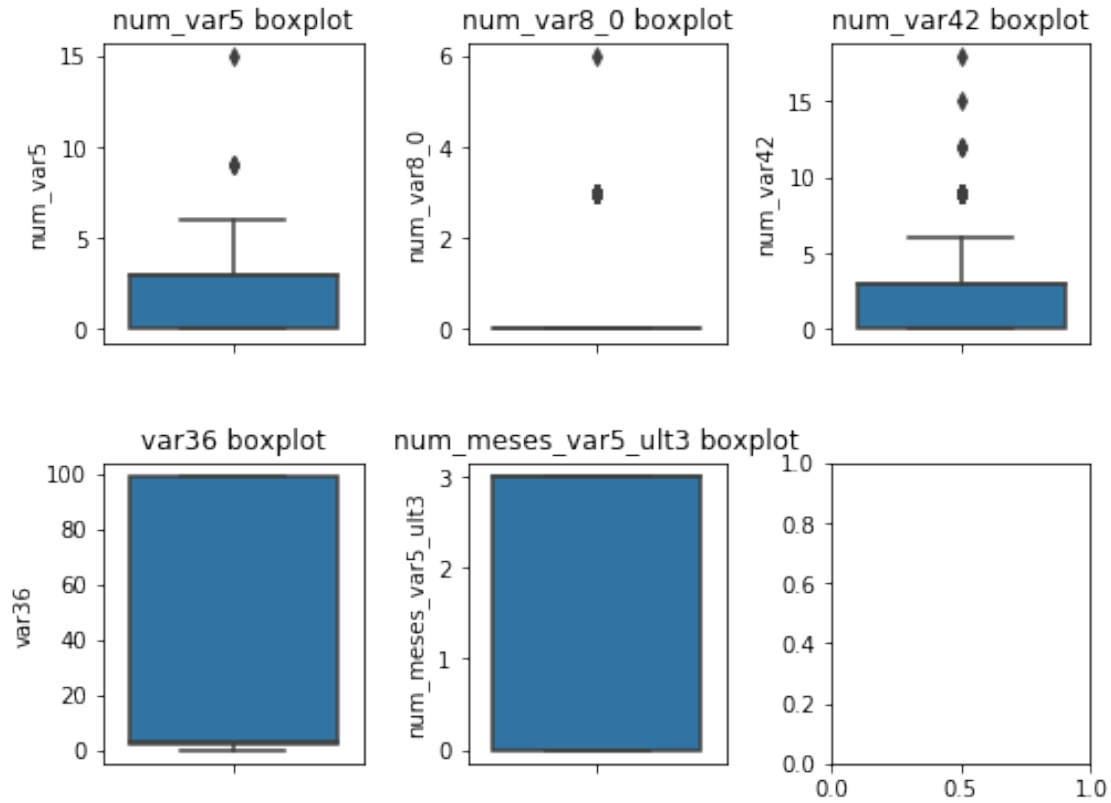 num_var5 boxplot
15
10
5
0
num_var5
num_var8_0 boxplot
6
4
2
0
num_var8_0
num_var42 boxplot
15
10
5
0
num_var42
var36 boxplot
100
80
60
40
20
0
var36
num_meses_var5_ult3 boxplot
3
2
1
0
num_meses_var5_ult3
1.0
0.8
0.6
0.4
0.2
0.0
0.0 0.5 1.0